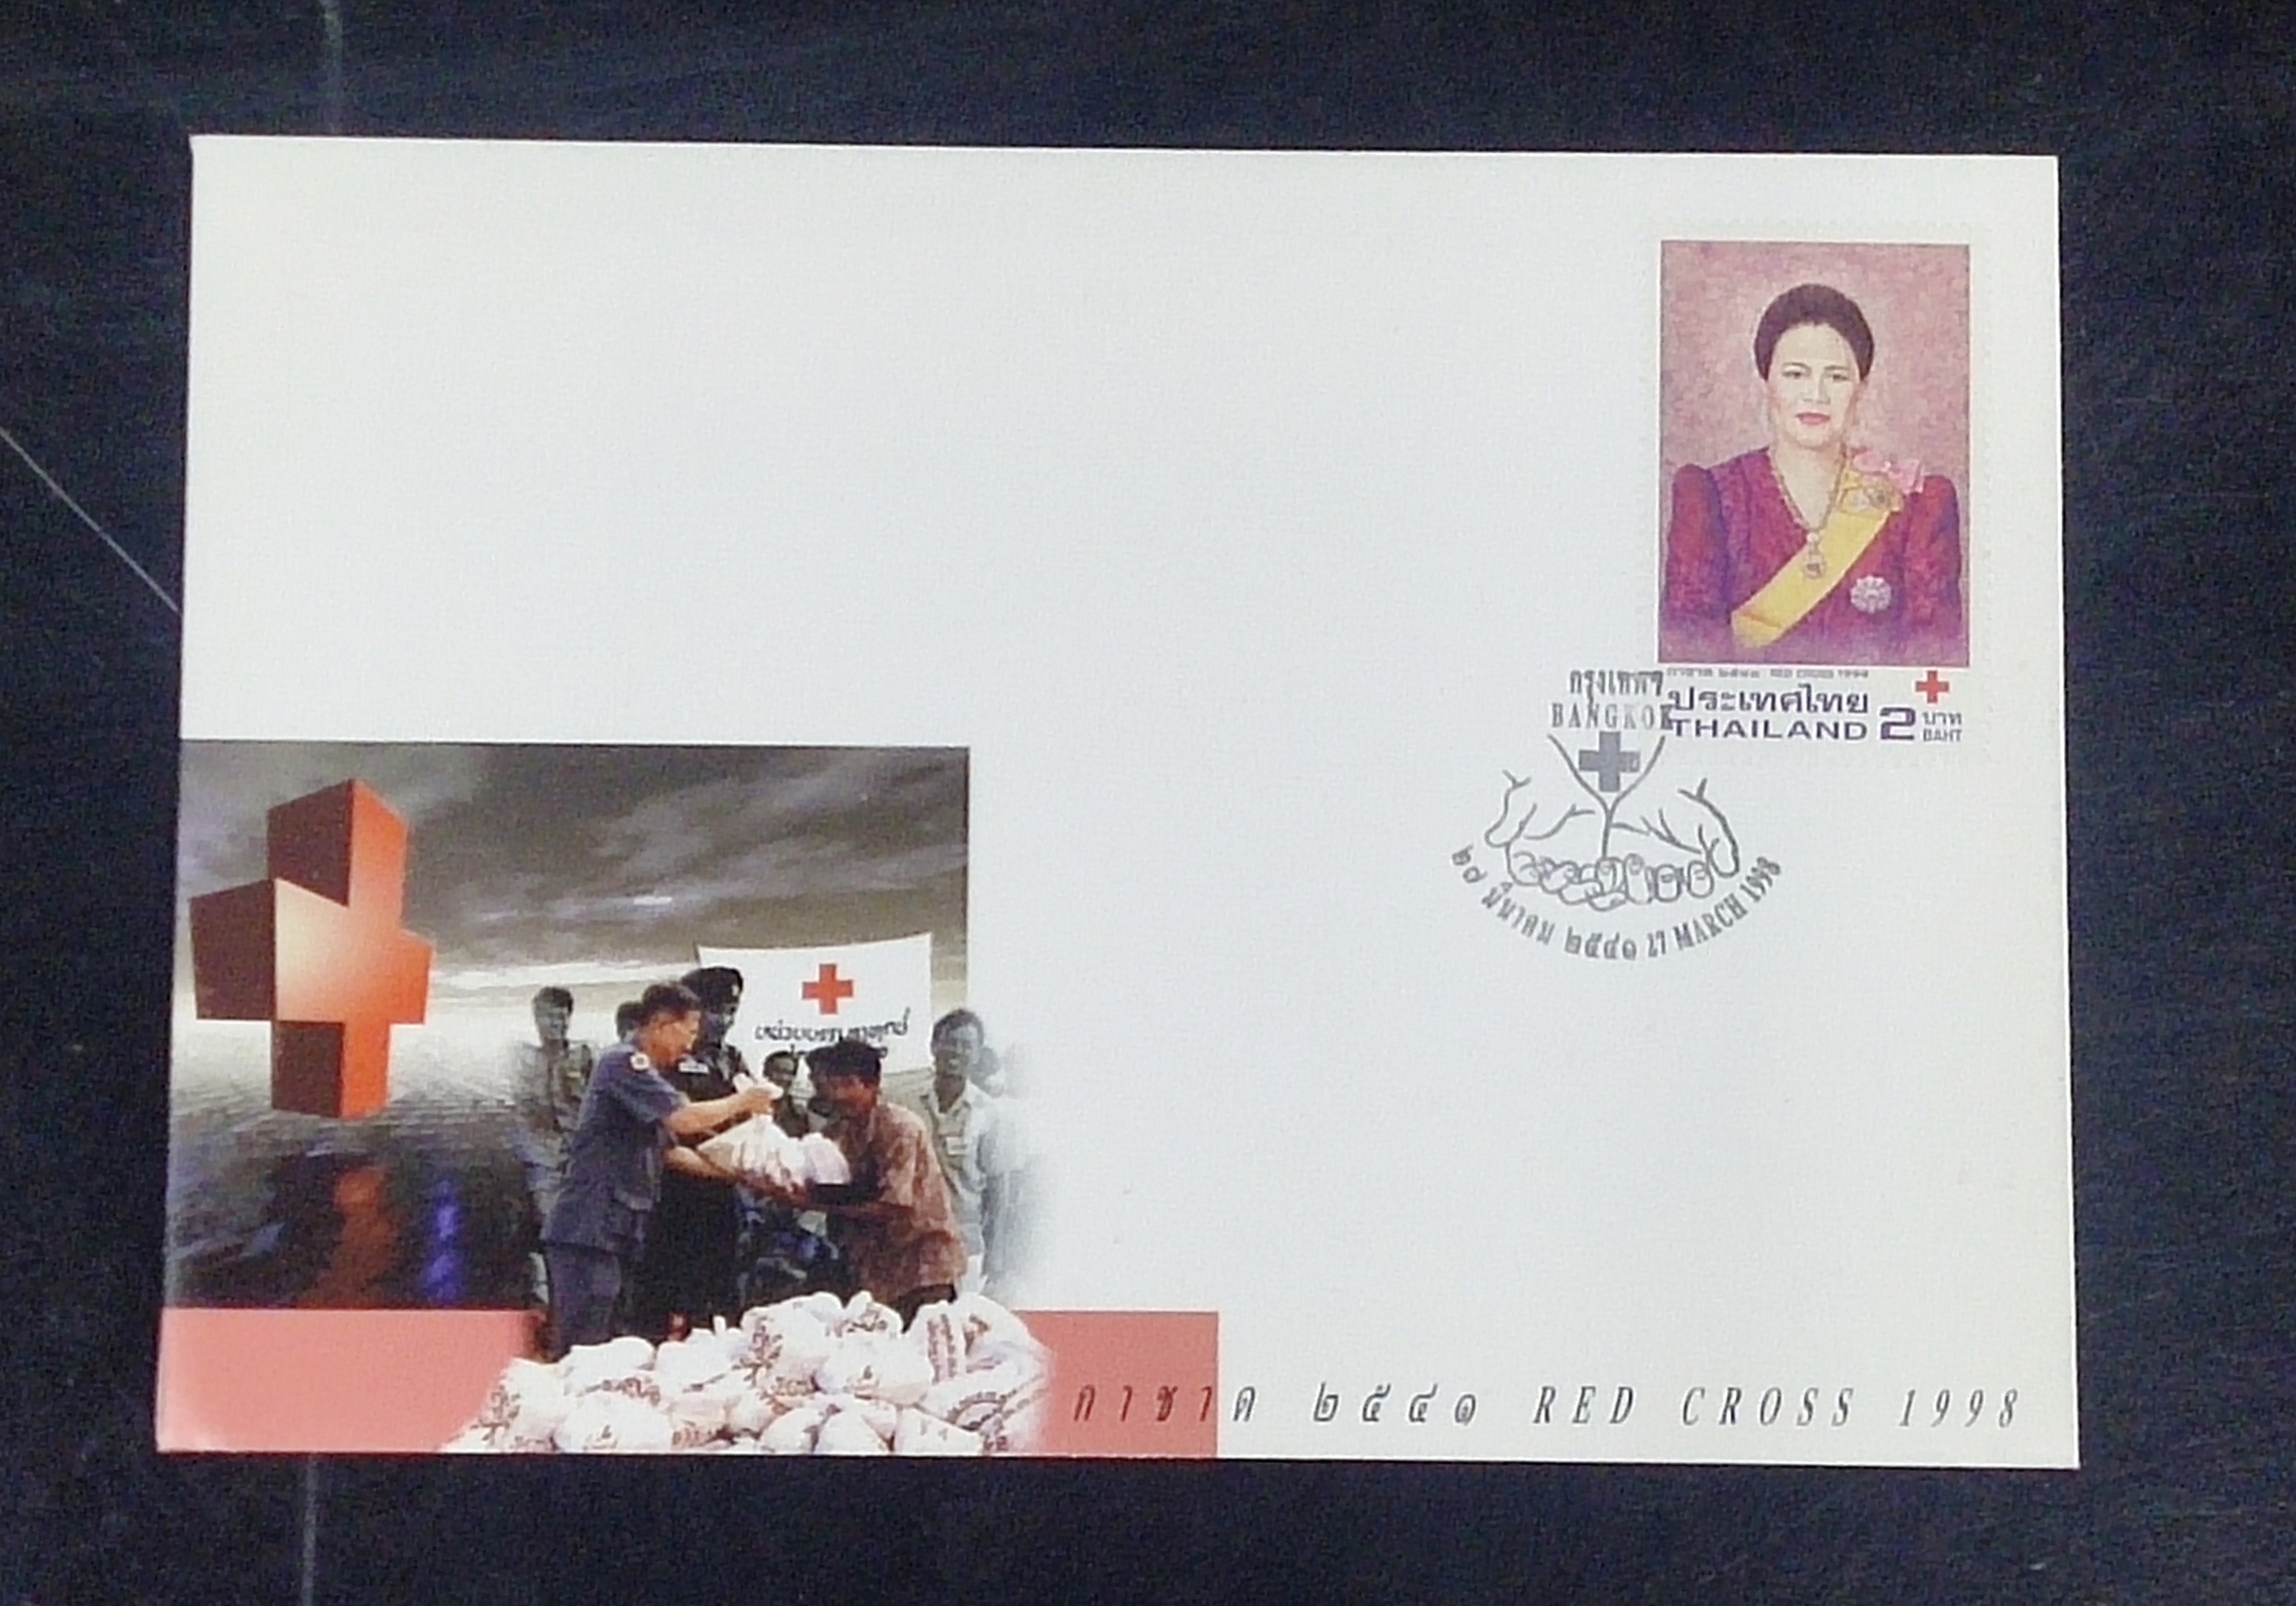 กาชาด ๒๕๔๑ RED CROSS 1998
ประเทศไทย
THAILAND 2 บาท
BAHT
กรุงเทพฯ
BANGKOK
๒๗ มีนาคม ๒๕๔๑ 27 MARCH 1998
กาชาด ๒๕๔๑ RED CROSS 1998